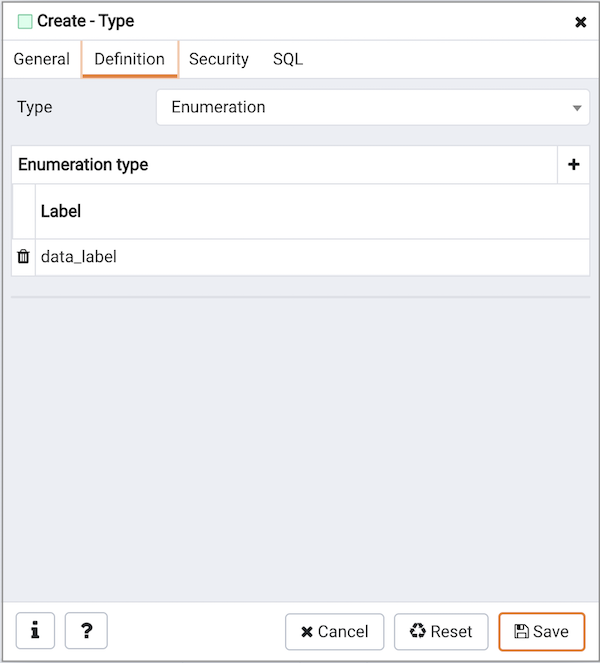 Create - Type
General Definition Security SQL
Type Enumeration
Enumeration type
Label
data_label
i ? Cancel Reset Save